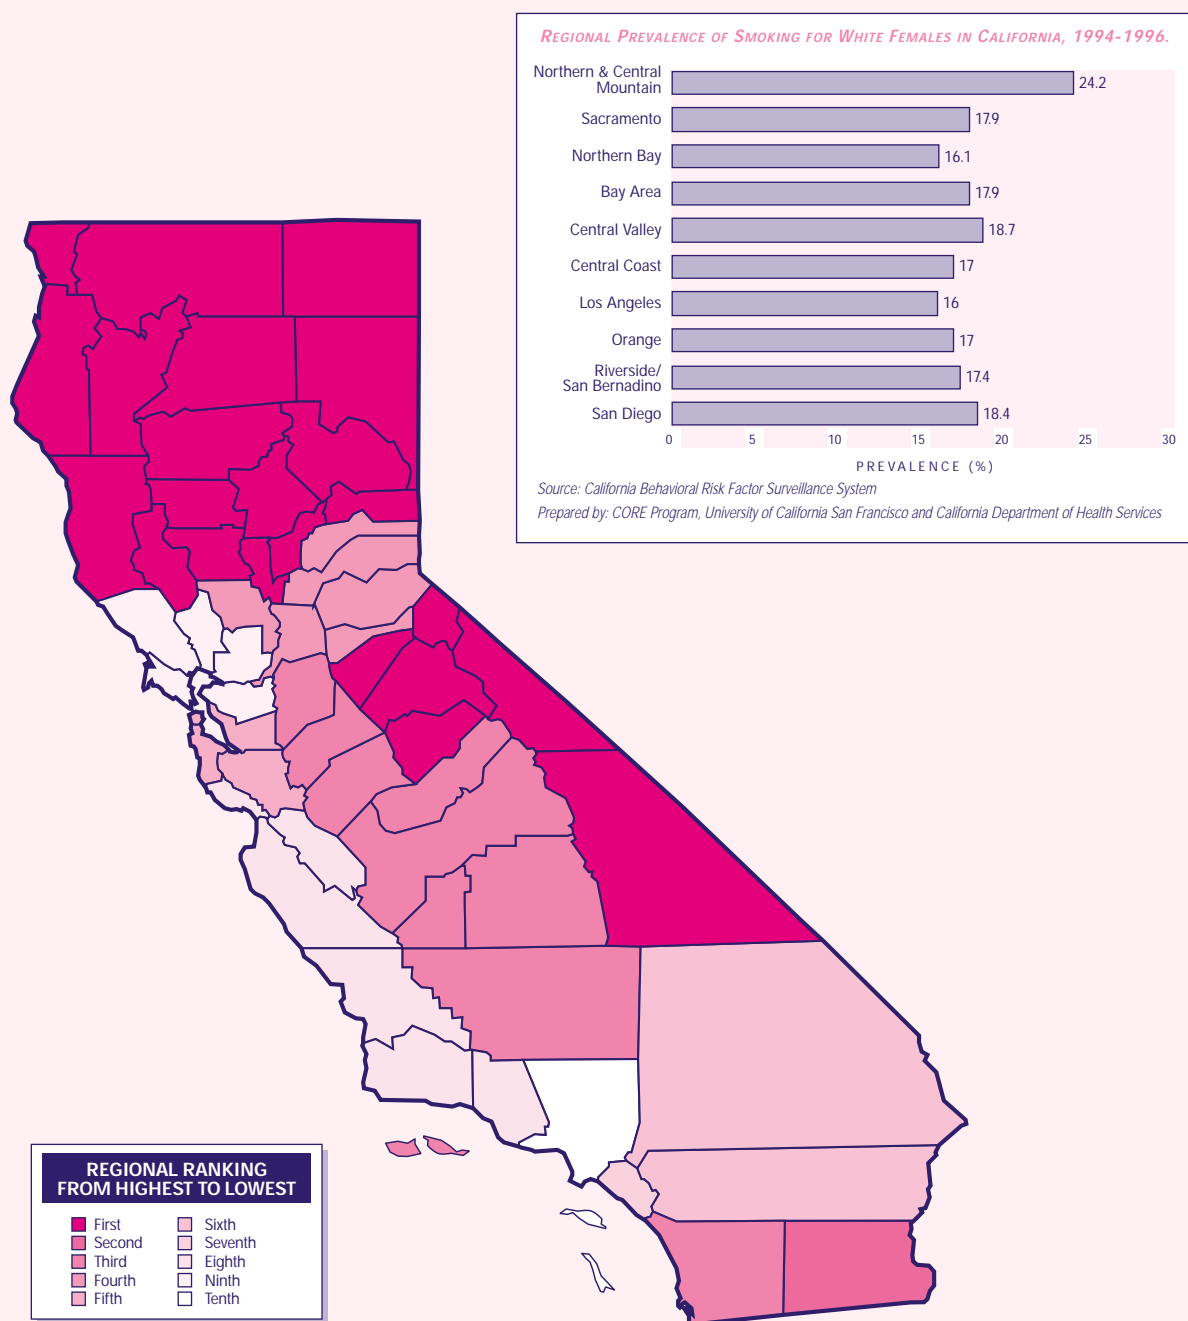 REGIONAL PREVALENCE OF SMOKING FOR WHITE FEMALES IN CALIFORNIA, 1994-1996.
Northern & Central
Mountain
24.2
Sacramento
17.9
Northern Bay
16.1
Bay Area
17.9
Central Valley
18.7
Central Coast
17
Los Angeles
16
Orange
17
Riverside/
San Bernadino
17.4
San Diego
18.4
0 5 10 15 20 25 30
PREVALENCE (%)
Source: California Behavioral Risk Factor Surveillance System
Prepared by: CORE Program, University of California San Francisco and California Department of Health Services
REGIONAL RANKING
FROM HIGHEST TO LOWEST
First
Second
Third
Fourth
Fifth
Sixth
Seventh
Eighth
Ninth
Tenth